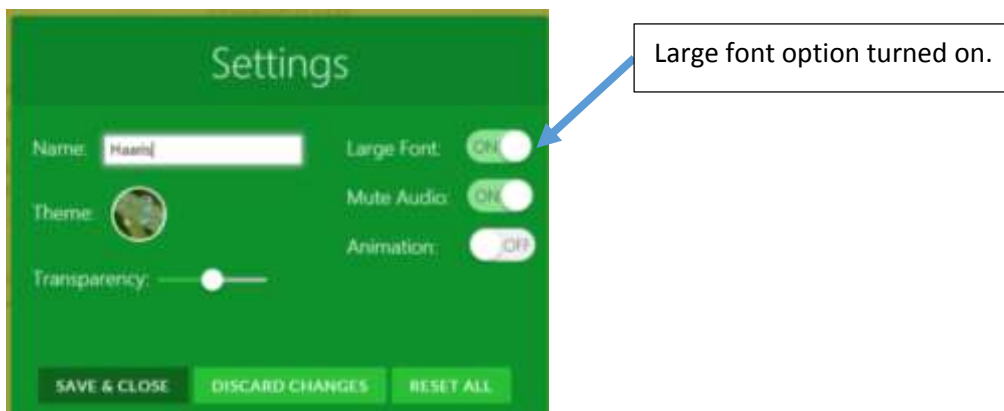 Settings
Large font option turned on.
Name: Haaris
Large Font: ON
Mute Audio: ON
Theme:
Animation: OFF
Transparency:
SAVE & CLOSE DISCARD CHANGES RESET ALL